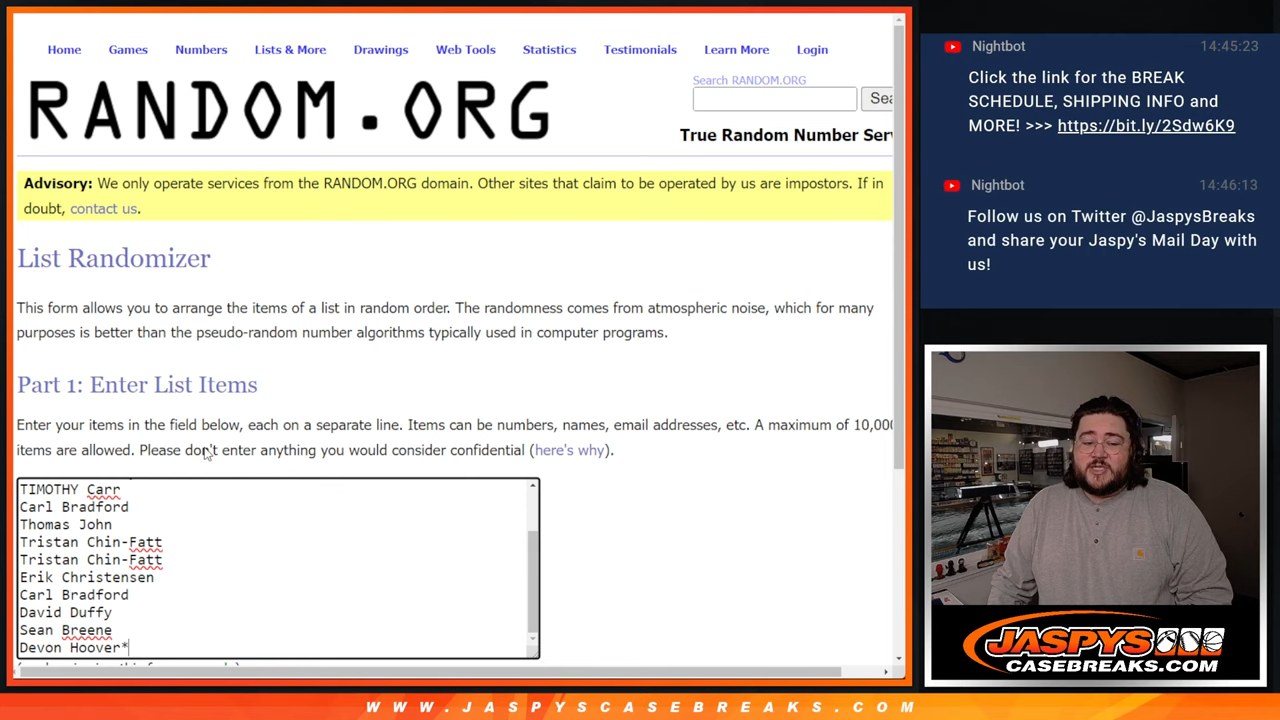 Home Games Numbers Lists & More Drawings Web Tools Statistics Testimonials Learn More Login
RANDOM.ORG
Search RANDOM.ORG
Sea
True Random Number Serv
Advisory: We only operate services from the RANDOM.ORG domain. Other sites that claim to be operated by us are impostors. If in
doubt, contact us.
List Randomizer
This form allows you to arrange the items of a list in random order. The randomness comes from atmospheric noise, which for many
purposes is better than the pseudo-random number algorithms typically used in computer programs.
Part 1: Enter List Items
Enter your items in the field below, each on a separate line. Items can be numbers, names, email addresses, etc. A maximum of 10,000
items are allowed. Please don't enter anything you would consider confidential (here's why).
TIMOTHY Carr
Carl Bradford
Thomas John
Tristan Chin-Fatt
Tristan Chin-Fatt
Erik Christensen
Carl Bradford
David Duffy
Sean Breene
Devon Hoover*
Nightbot 14:45:23
Click the link for the BREAK
SCHEDULE, SHIPPING INFO and
MORE! >>> https://bit.ly/2Sdw6K9
Nightbot 14:46:13
Follow us on Twitter @JaspysBreaks
and share your Jaspy's Mail Day with
us!
JASPYS
CASEBREAKS.COM
WWW.JASPYSCASEBREAKS.COM